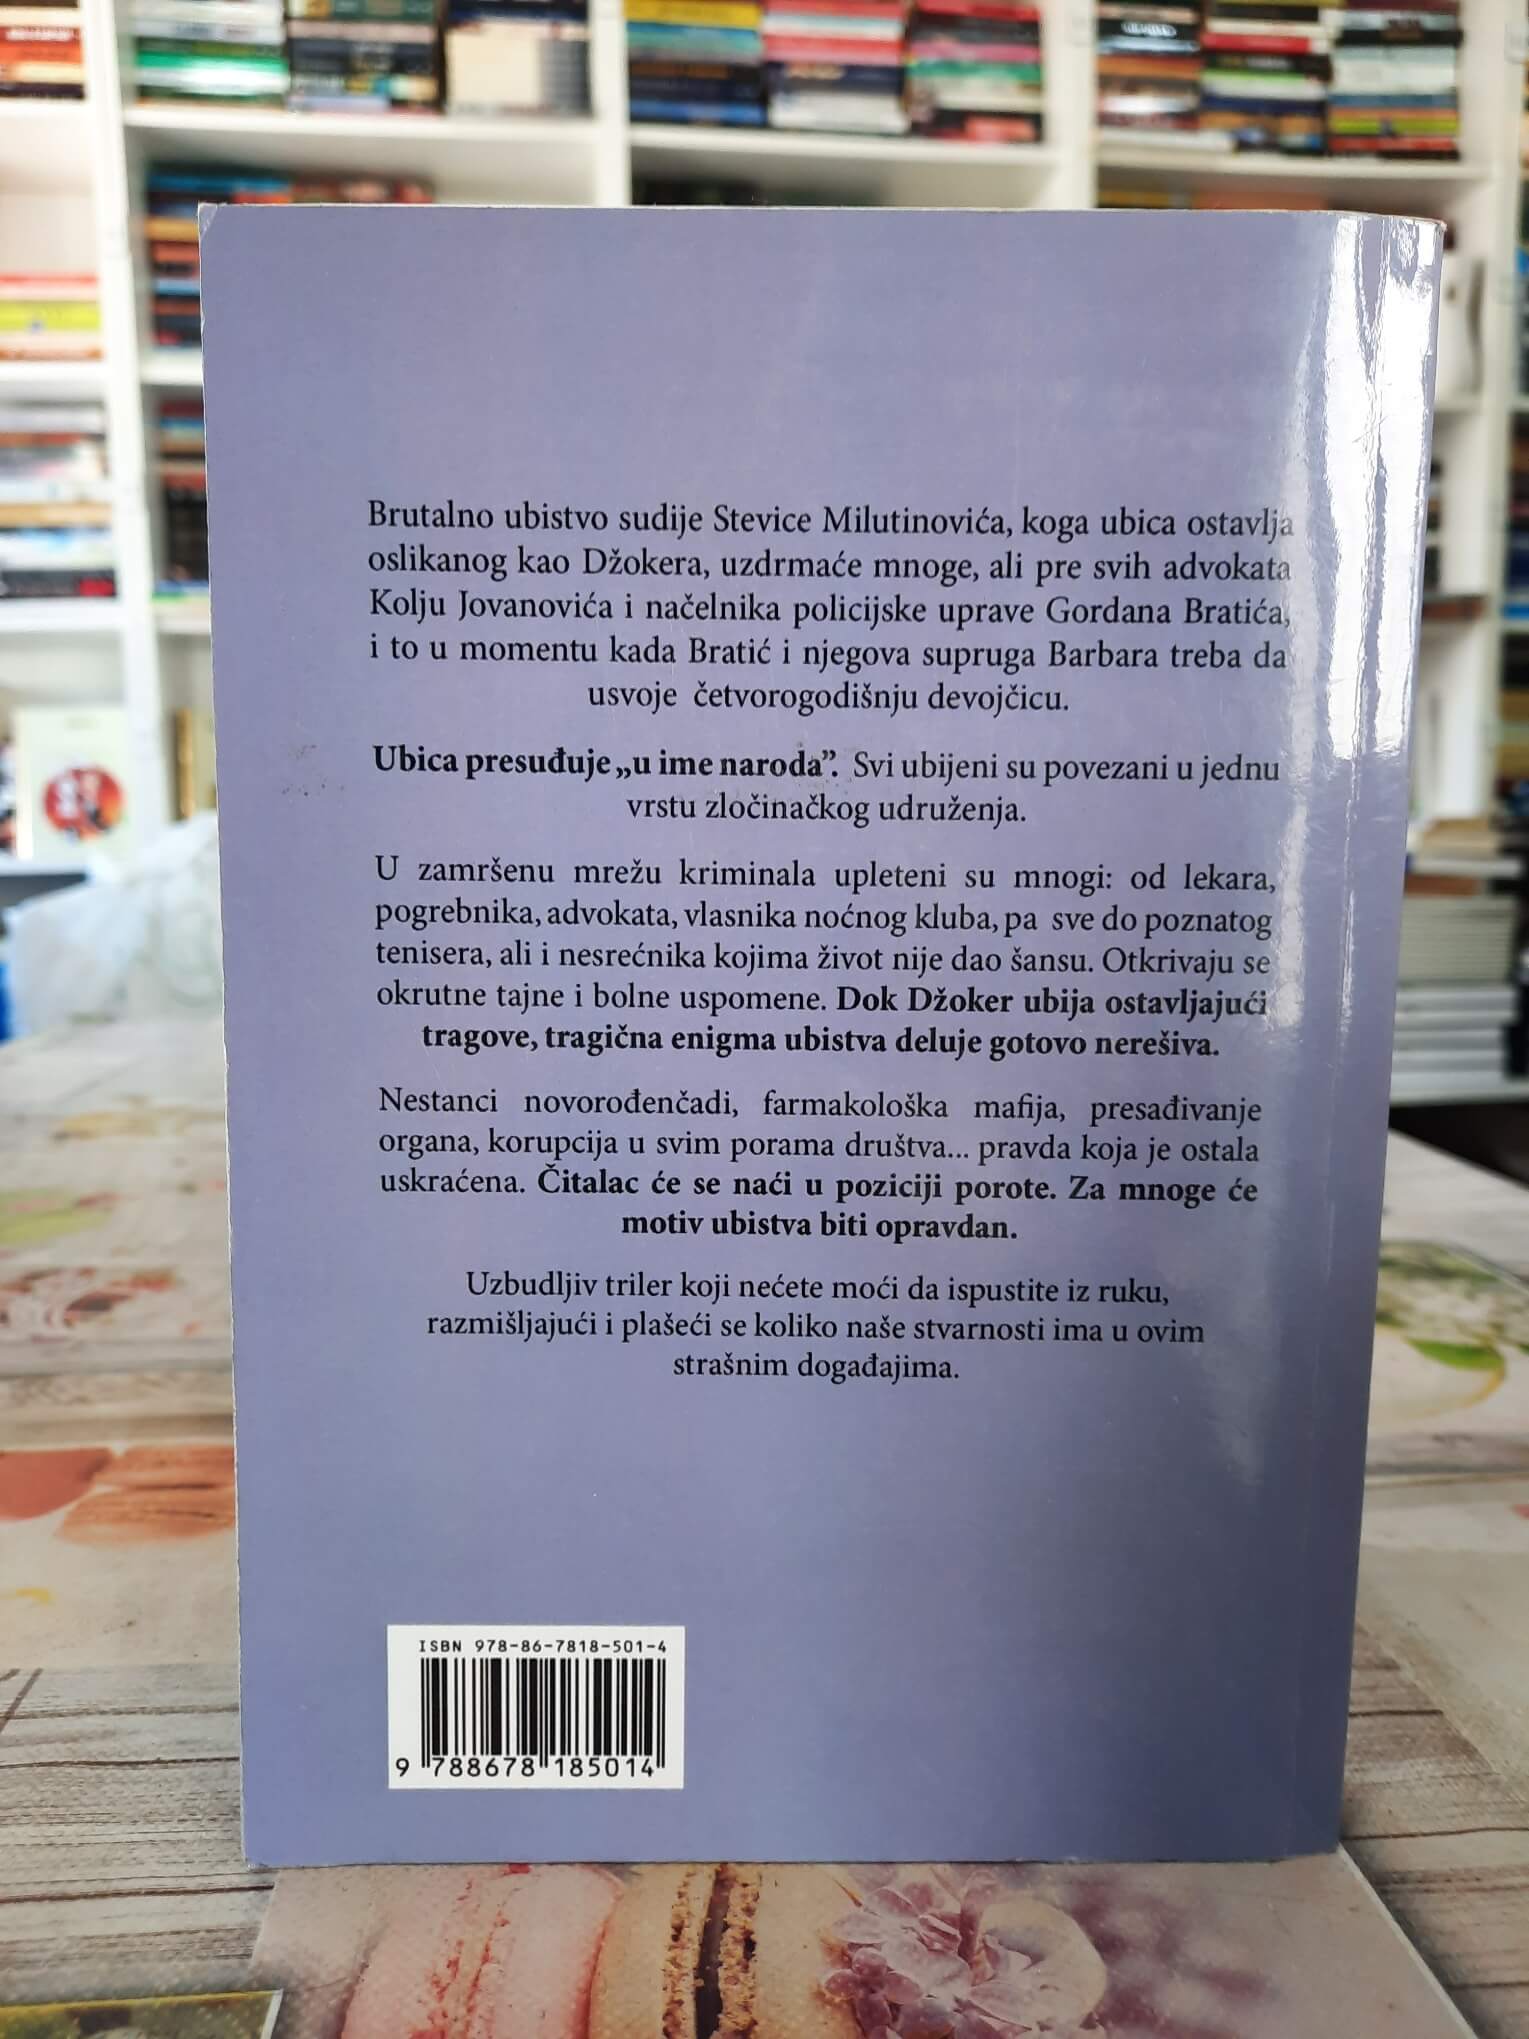 Brutalno ubistvo sudije Stevice Milutinovića, koga ubica ostavlja
oslikanog kao Džokera, uzdrmaće mnoge, ali pre svih advokata
Kolju Jovanovića i načelnika policijske uprave Gordana Bratića,
i to u momentu kada Bratić i njegova supruga Barbara treba da
usvoje četvorogodišnju devojčicu.
Ubica presuđuje „u ime naroda”. Svi ubijeni su povezani u jednu
vrstu zločinačkog udruženja.
U zamršenu mrežu kriminala upleteni su mnogi: od lekara,
pogrebnika, advokata, vlasnika noćnog kluba, pa sve do poznatog
tenisera, ali i nesrećnika kojima život nije dao šansu. Otkrivaju se
okrutne tajne i bolne uspomene. Dok Džoker ubija ostavljajući
tragove, tragična enigma ubistva deluje gotovo nerešiva.
Nestanci novorođenčadi, farmakološka mafija, presađivanje
organa, korupcija u svim porama društva... pravda koja je ostala
uskraćena. Čitalac će se naći u poziciji porote. Za mnoge će
motiv ubistva biti opravdan.
Uzbudljiv triler koji nećete moći da ispustite iz ruku,
razmišljajući i plašeći se koliko naše stvarnosti ima u ovim
strašnim događajima.
ISBN 978-86-7818-501-4
9 788678 185014